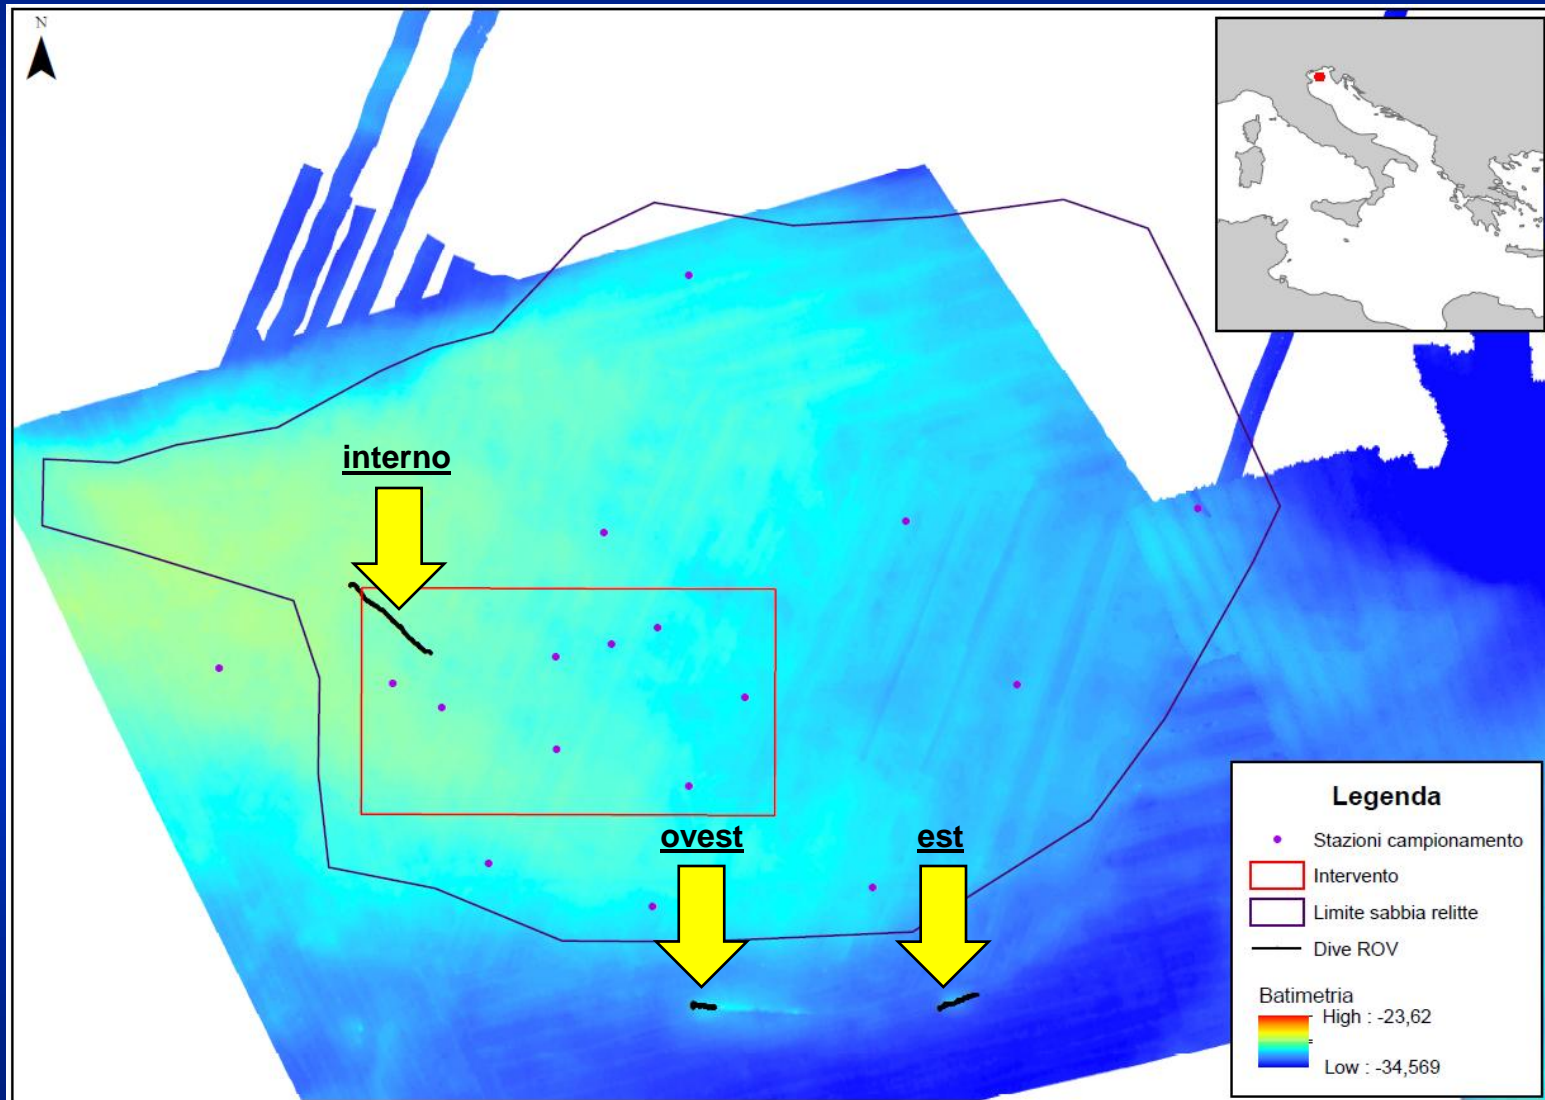 N
interno
ovest
est
Legenda
Stazioni campionamento
Intervento
Limite sabbia relitte
Dive ROV
Batimetria
High : -23,62
Low : -34,569